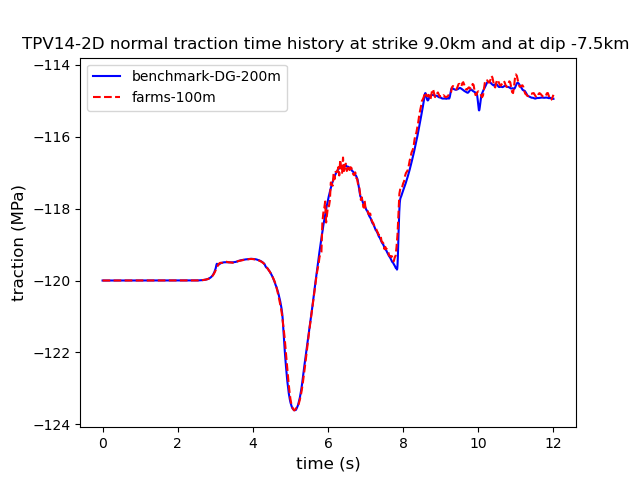 TPV14-2D normal traction time history at strike 9.0km and at dip -7.5km
benchmark-DG-200m
farms-100m
traction (MPa)
−114
−116
−118
−120
−122
−124
0 2 4 6 8 10 12
time (s)